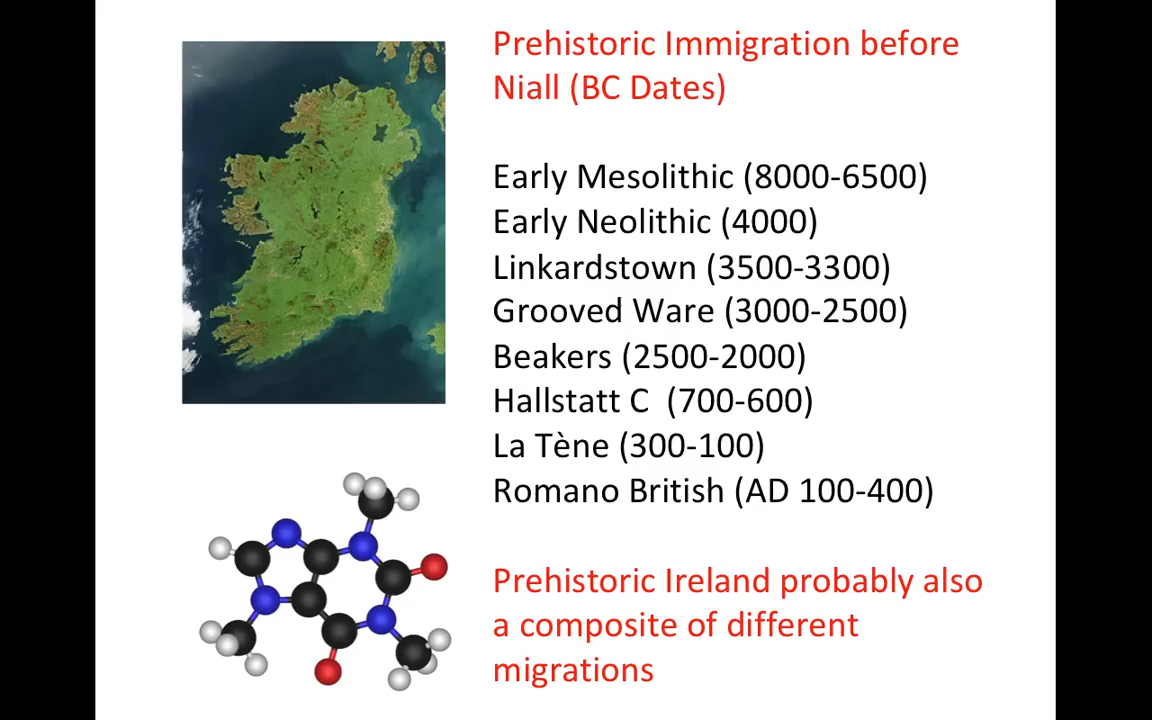 Prehistoric Immigration before
Niall (BC Dates)
Early Mesolithic (8000-6500)
Early Neolithic (4000)
Linkardstown (3500-3300)
Grooved Ware (3000-2500)
Beakers (2500-2000)
Hallstatt C  (700-600)
La Tène (300-100)
Romano British (AD 100-400)
Prehistoric Ireland probably also
a composite of different
migrations